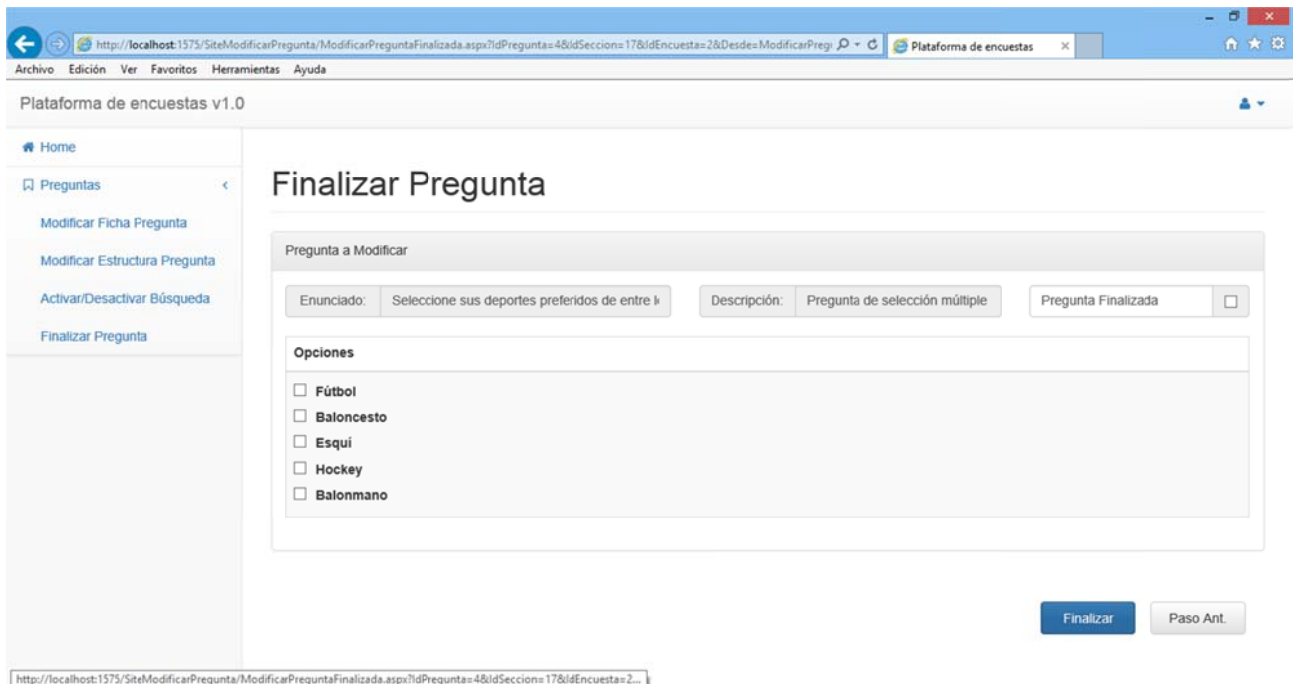 http://localhost:1575/SiteModificarPregunta/ModificarPreguntaFinalizada.aspx?IdPregunta=4&IdSeccion=17&IdEncuesta=2&Desde=ModificarPreg
Plataforma de encuestas
Archivo Edición Ver Favoritos Herramientas Ayuda
Plataforma de encuestas v1.0
Home
Preguntas
Modificar Ficha Pregunta
Modificar Estructura Pregunta
Activar/Desactivar Búsqueda
Finalizar Pregunta
Finalizar Pregunta
Pregunta a Modificar
Enunciado: Seleccione sus deportes preferidos de entre
Descripción: Pregunta de selección múltiple
Pregunta Finalizada
Opciones
Fútbol
Baloncesto
Esquí
Hockey
Balonmano
Finalizar
Paso Ant.
http://localhost:1575/SiteModificarPregunta/ModificarPreguntaFinalizada.aspx?IdPregunta=4&IdSeccion=17&IdEncuesta=2...